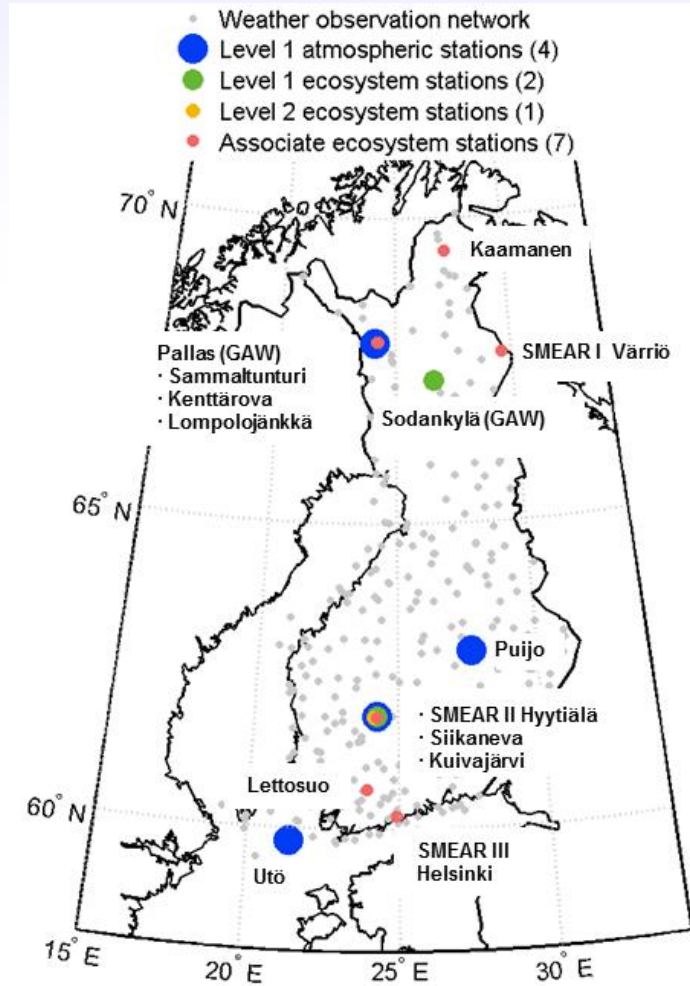 Weather observation network
Level 1 atmospheric stations (4)
Level 1 ecosystem stations (2)
Level 2 ecosystem stations (1)
Associate ecosystem stations (7)
70° N
Kaamanen
Pallas (GAW)
· Sammaltunturi
· Kenttärova
· Lompolojänkkä
SMEAR I Värriö
Sodankylä (GAW)
65° N
Puijo
· SMEAR II Hyytiälä
· Siikaneva
· Kuivajärvi
Lettosuo
60° N
SMEAR III
Helsinki
Utö
15° E
20° E
25° E
30° E